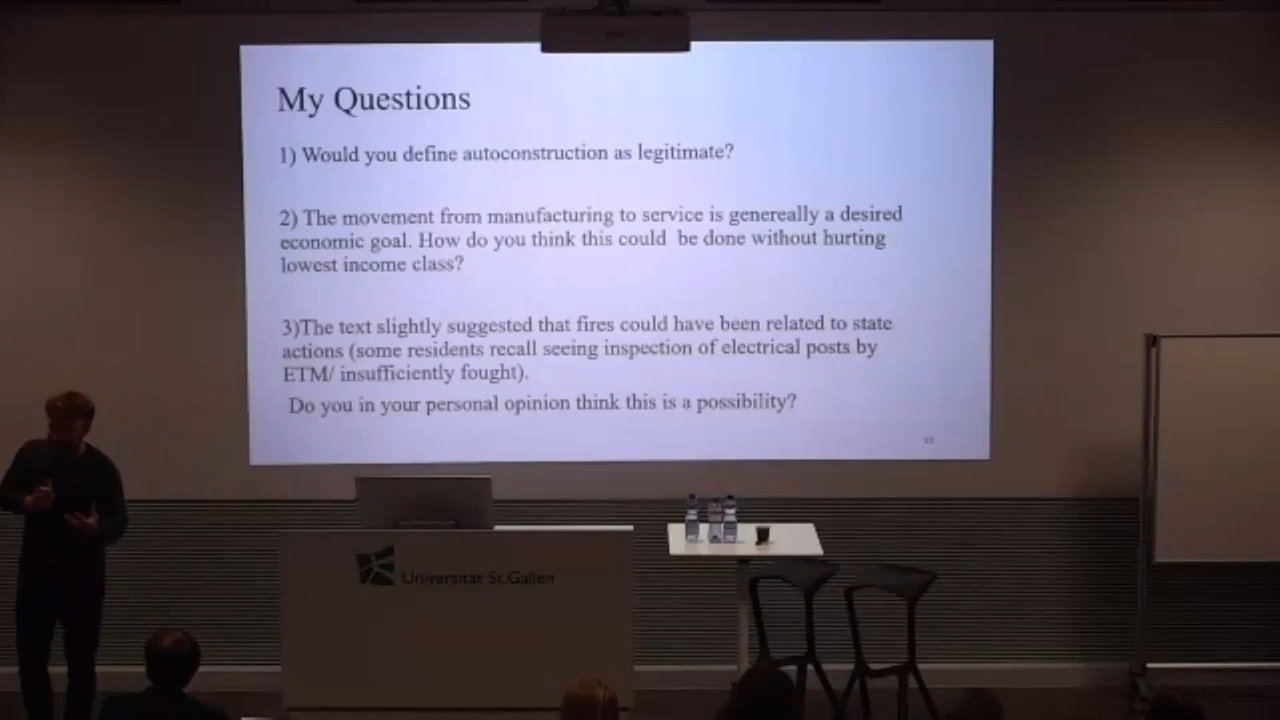 My Questions
1) Would you define autoconstruction as legitimate?
2) The movement from manufacturing to service is genereally a desired
economic goal. How do you think this could be done without hurting
lowest income class?
3)The text slightly suggested that fires could have been related to state
actions (some residents recall seeing inspection of electrical posts by
ETM/ insufficiently fought).
Do you in your personal opinion think this is a possibility?
Universität St.Gallen